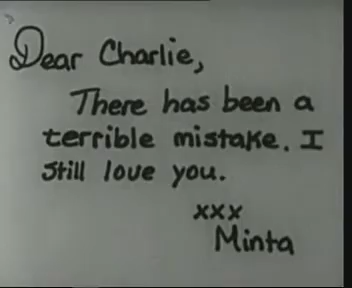 Dear Charlie,
There has been a
terrible mistake. I
still love you.
xxx
Minta